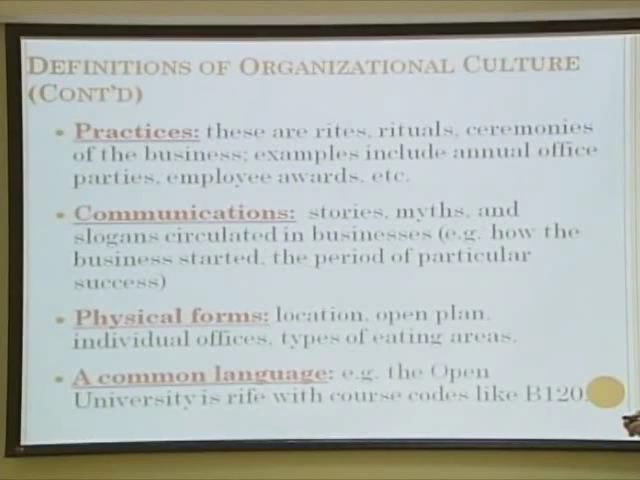 DEFINITIONS OF ORGANIZATIONAL CULTURE
(CONT'D)
• Practices: these are rites, rituals, ceremonies
of the business; examples include annual office
parties, employee awards, etc.
• Communications: stories, myths, and
slogans circulated in businesses (e.g. how the
business started, the period of particular
success)
• Physical forms: location, open plan,
individual offices, types of eating areas.
• A common language: e.g. the Open
University is rife with course codes like B120.